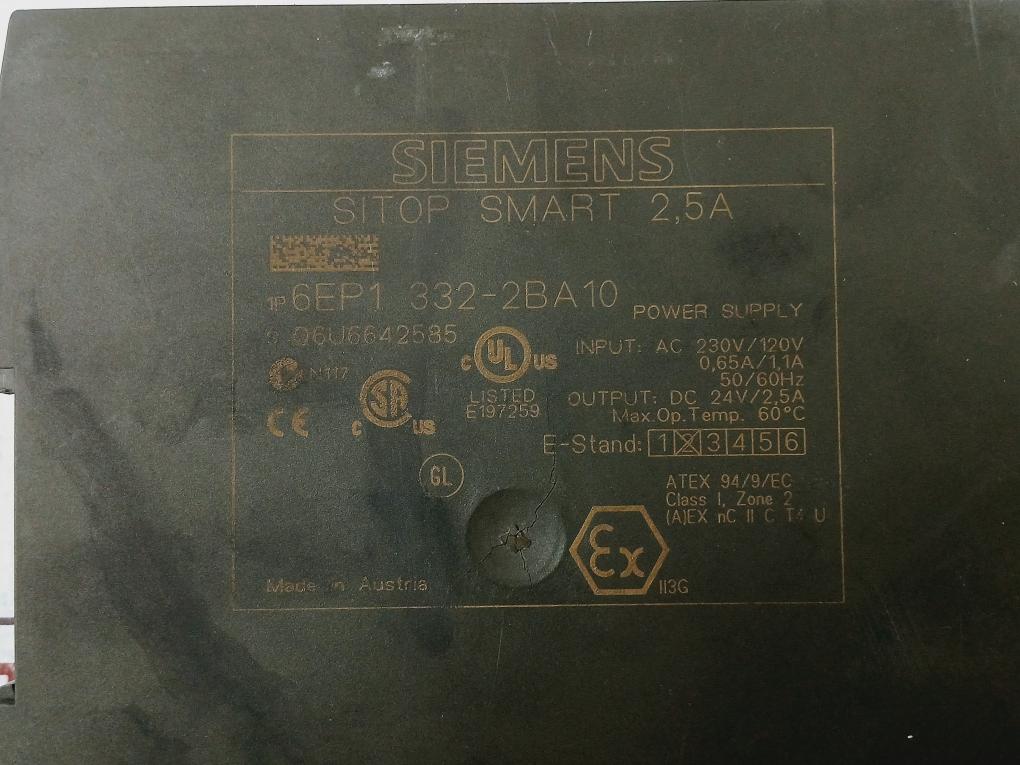 SIEMENS
SITOP SMART 2,5A
1P 6EP1 332-2BA10
POWER SUPPLY
S Q6U6642585
C UL US
LISTED
E197259
INPUT: AC 230V/120V
0,65A/1,1A
50/60Hz
OUTPUT: DC 24V/2,5A
Max.Op.Temp. 60°C
N117
CE
C SA US
E-Stand: 1 2 3 4 5 6
GL
ATEX 94/9/EC
Class I, Zone 2
(A)EX nC II C T4 U
Ex
II3G
Made in Austria